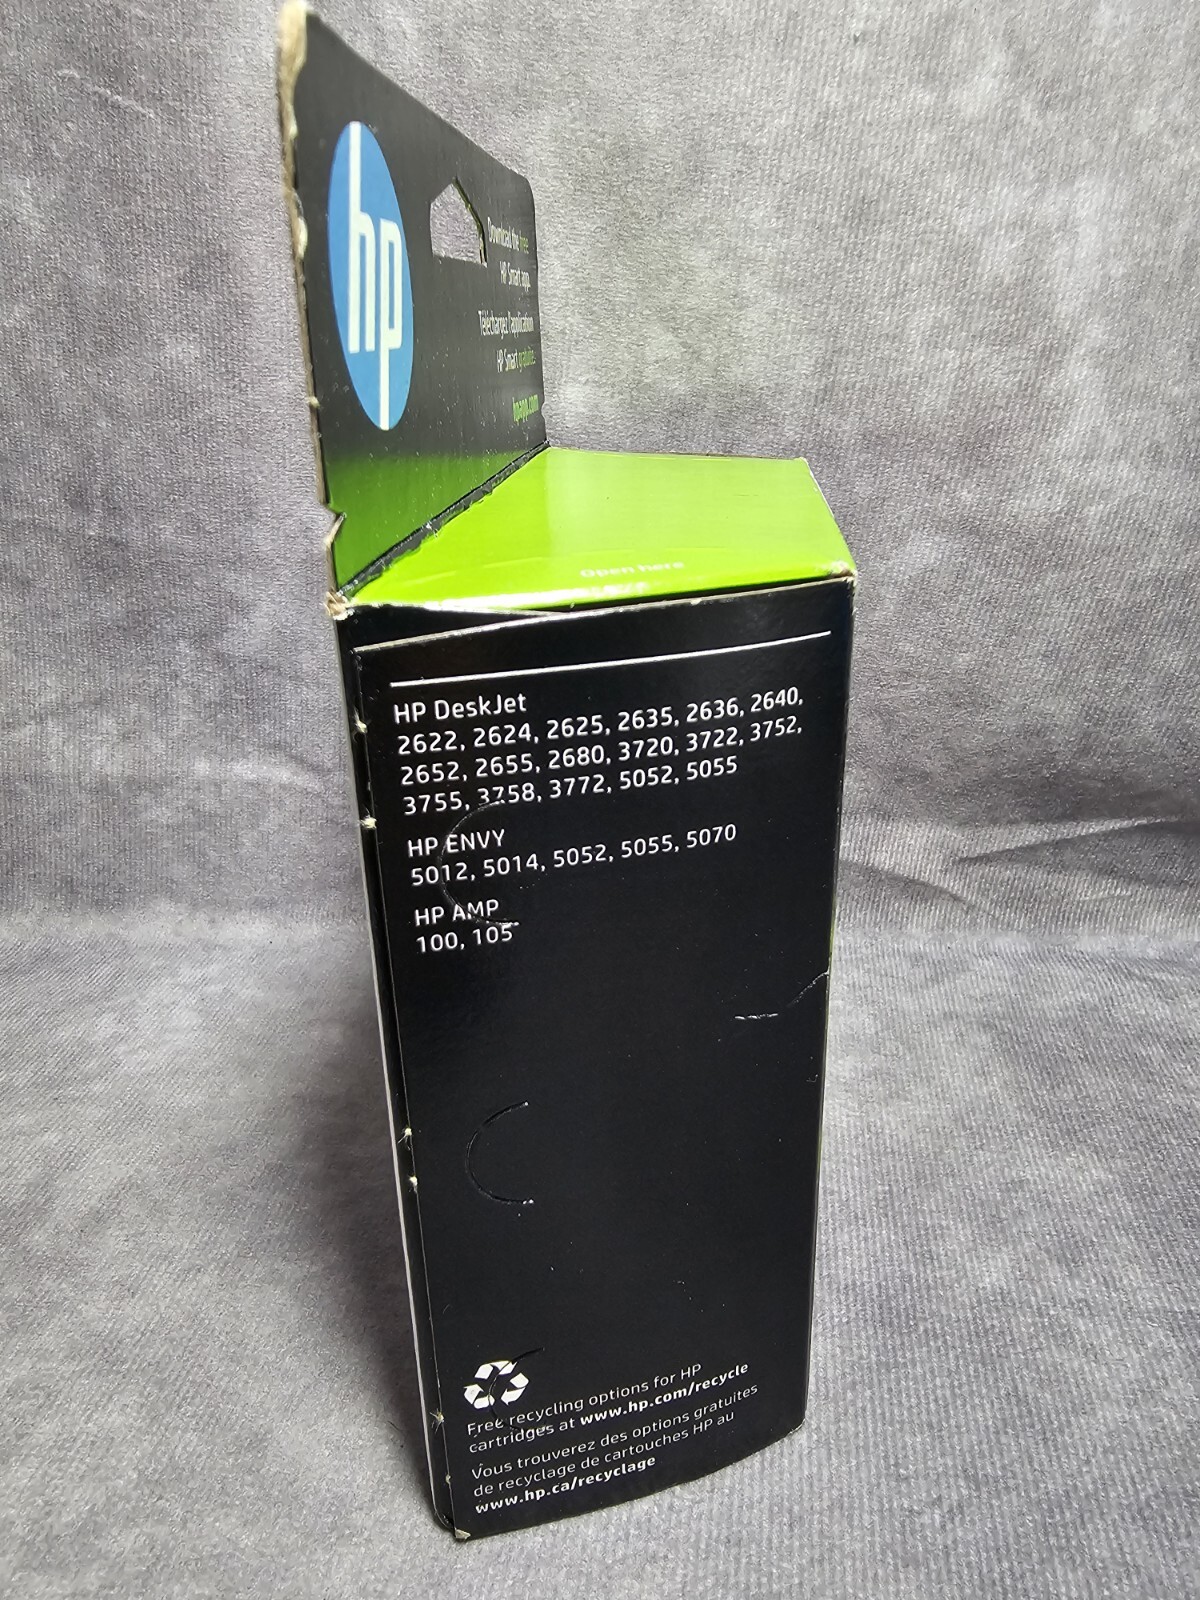 hp
Download the free
HP Smart app.
Téléchargez l'application
HP Smart gratuite.
hpapp.com
Open here
HP DeskJet
2622, 2624, 2625, 2635, 2636, 2640,
2652, 2655, 2680, 3720, 3722, 3752,
3755, 3758, 3772, 5052, 5055
HP ENVY
5012, 5014, 5052, 5055, 5070
HP AMP
100, 105
Free recycling options for HP
cartridges at www.hp.com/recycle
Vous trouverez des options gratuites
de recyclage de cartouches HP au
www.hp.ca/recyclage